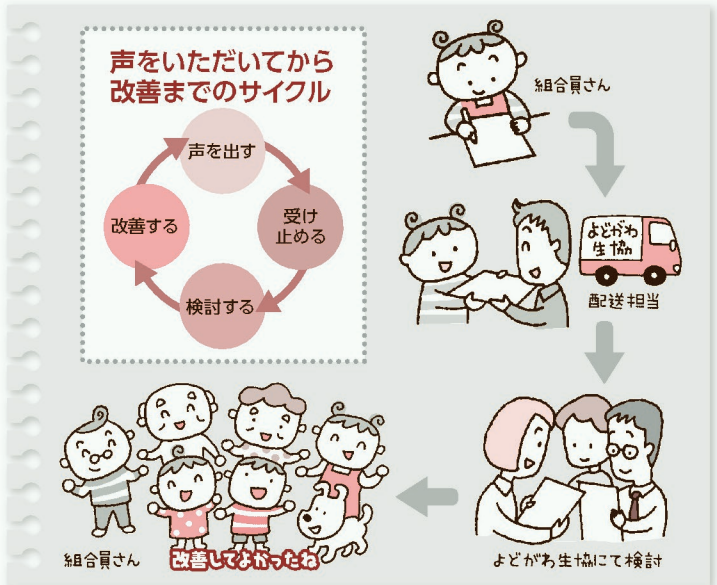 声をいただいてから
改善までのサイクル
声を出す
受け
止める
検討する
改善する
組合員さん
よどがわ
生協
配送担当
よどがわ生協にて検討
組合員さん
改善してよかったね